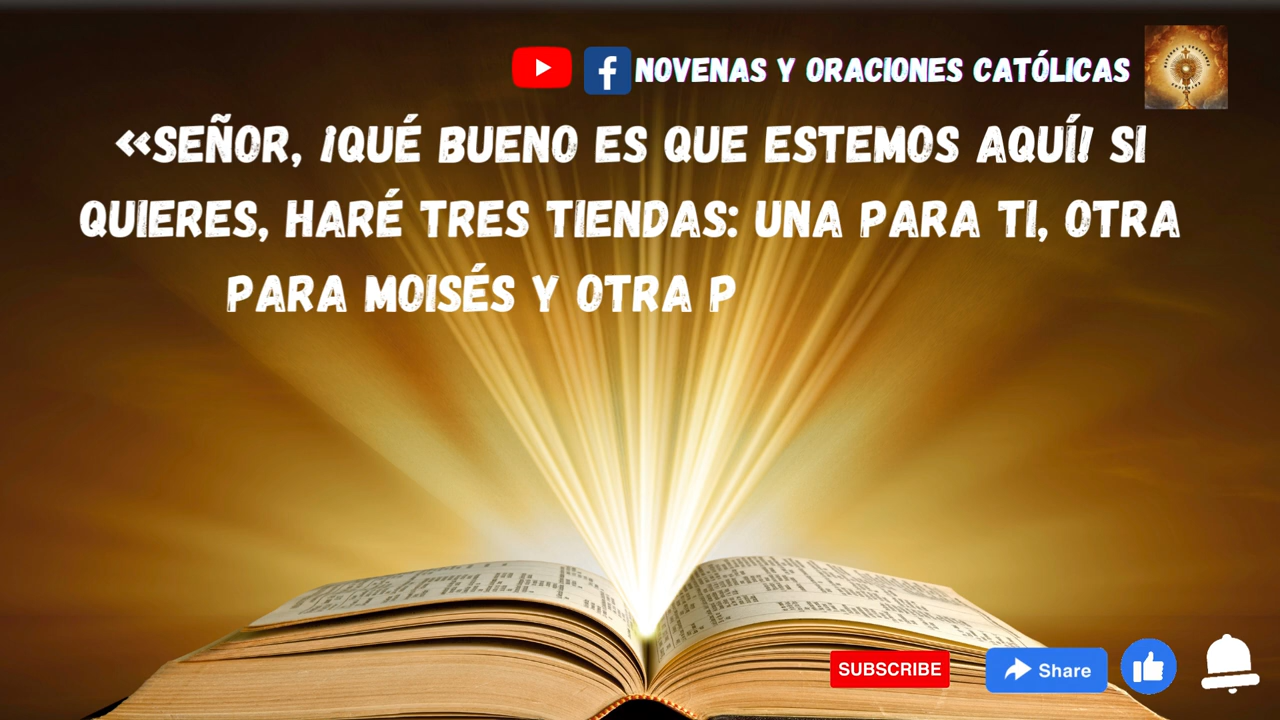 NOVENAS Y ORACIONES CATÓLICAS
«SEÑOR, ¡QUÉ BUENO ES QUE ESTEMOS AQUÍ! SI
QUIERES, HARÉ TRES TIENDAS: UNA PARA TI, OTRA
PARA MOISÉS Y OTRA P
SUBSCRIBE
Share